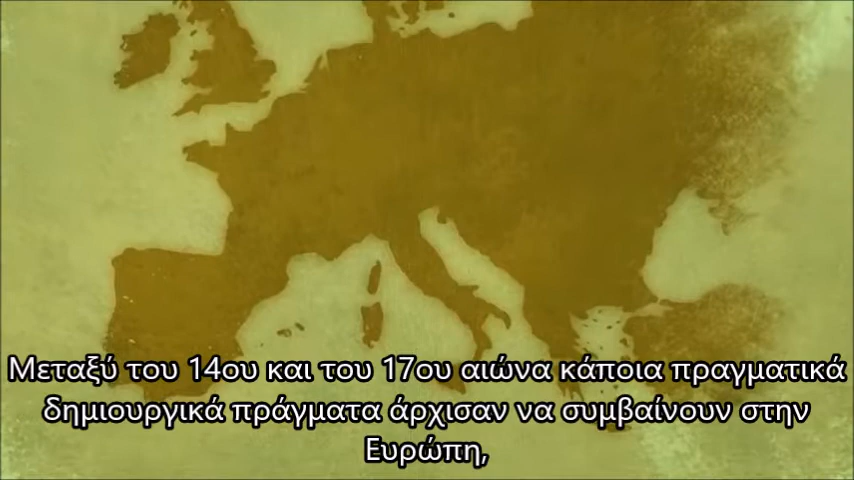 Μεταξύ του 14ου και του 17ου αιώνα κάποια πραγματικά
δημιουργικά πράγματα άρχισαν να συμβαίνουν στην
Ευρώπη,